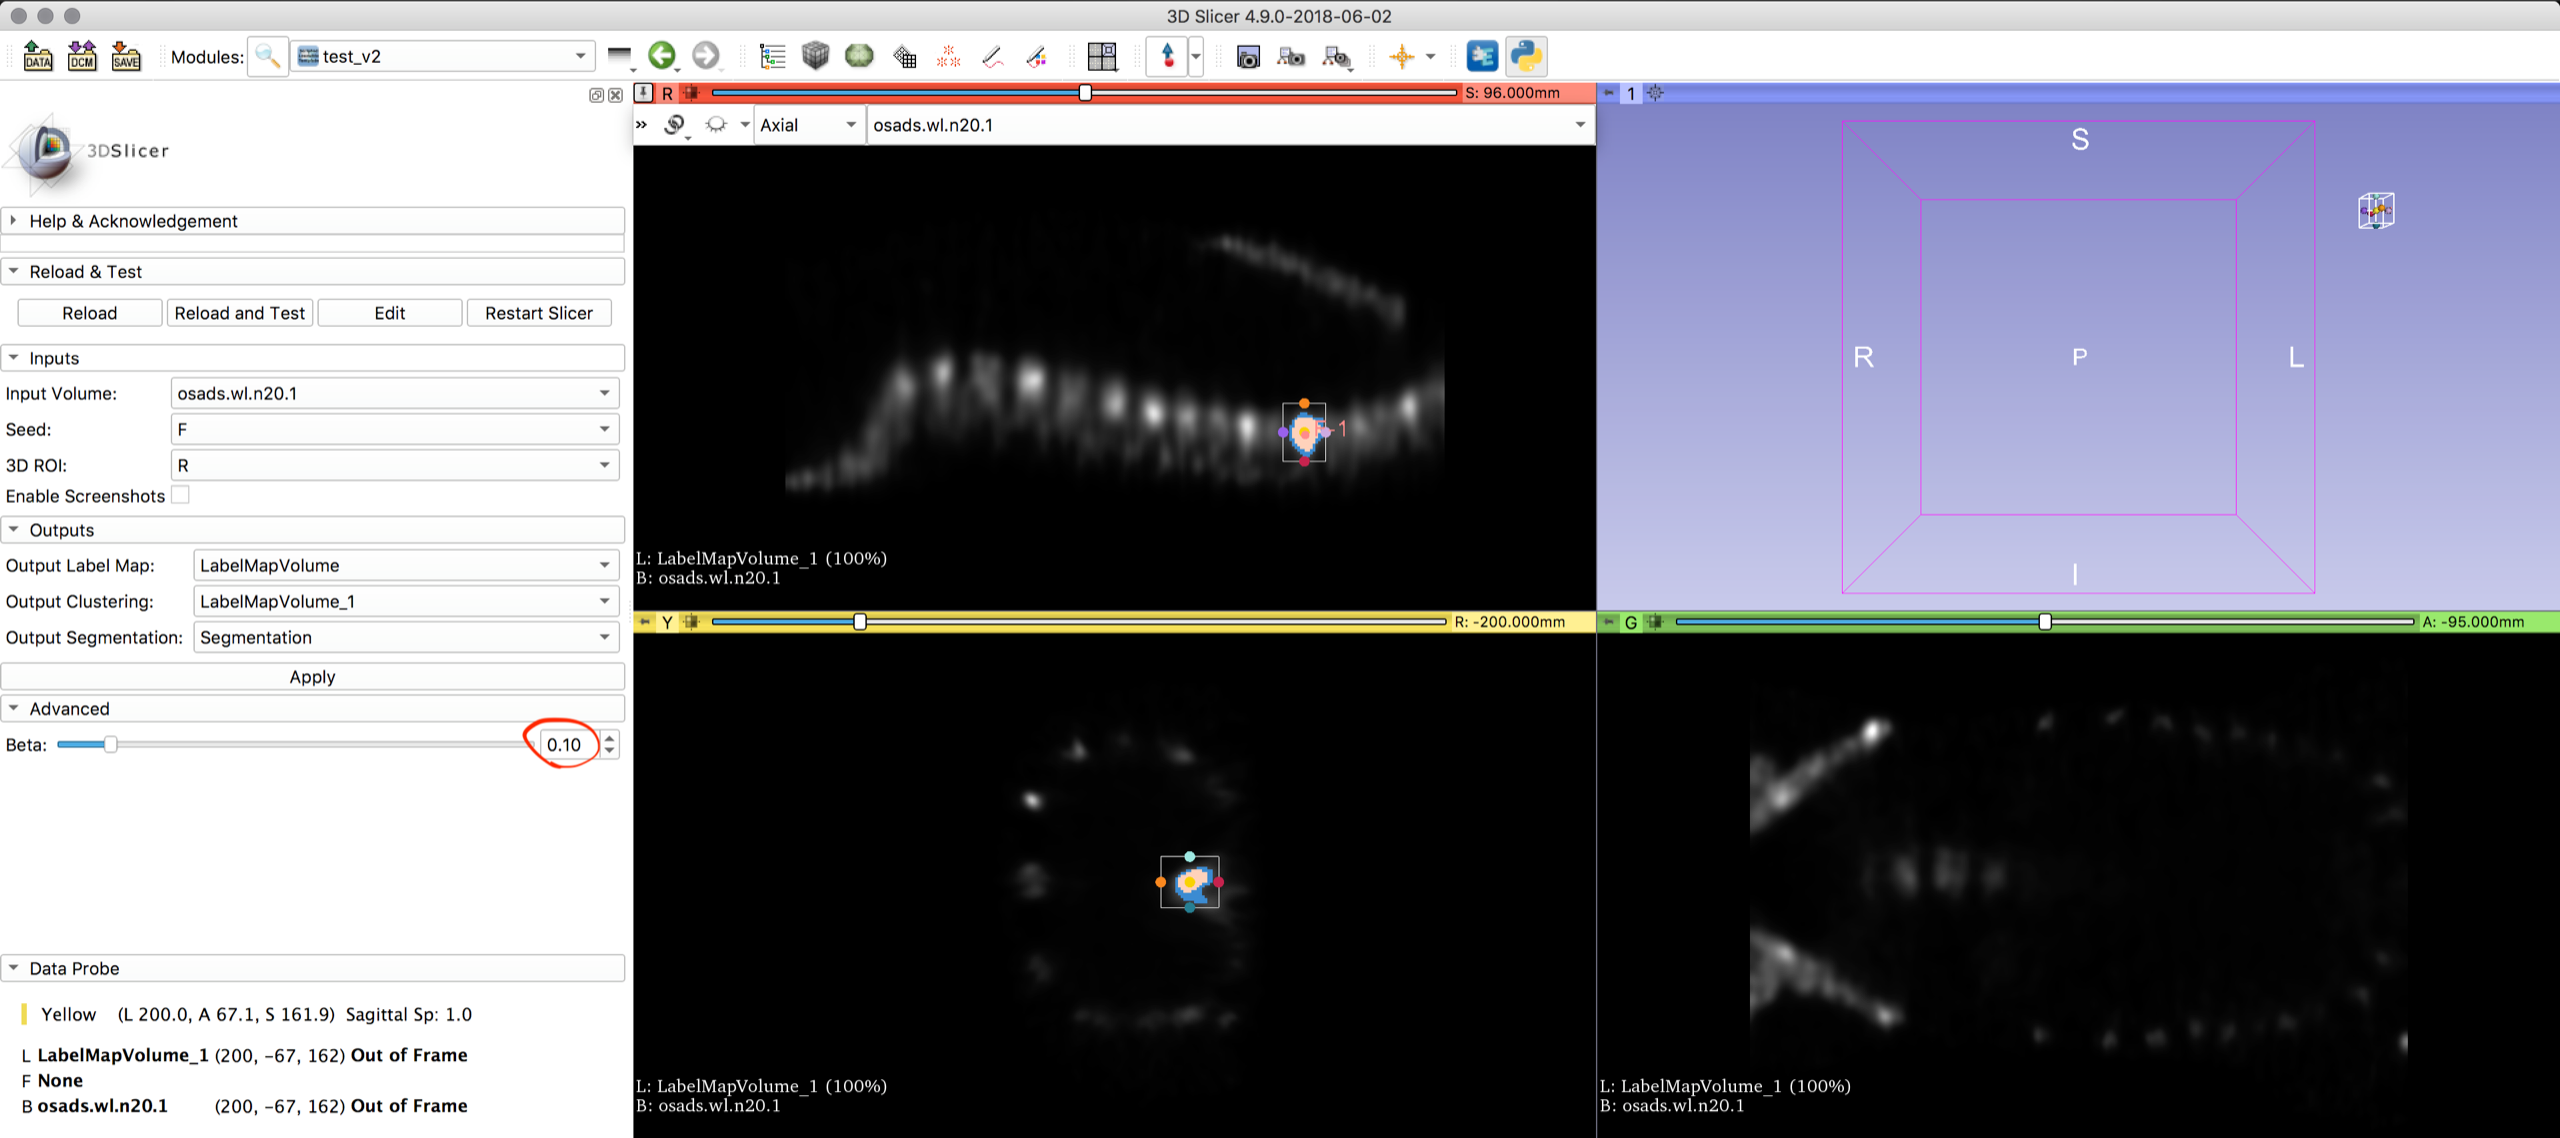 3D Slicer 4.9.0-2018-06-02
DATA DCM SAVE Modules: test_v2
R S: 96.000mm
1
» Axial osads.wl.n20.1
3DSlicer
Help & Acknowledgement
Reload & Test
Reload Reload and Test Edit Restart Slicer
Inputs
Input Volume: osads.wl.n20.1
Seed: F
3D ROI: R
Enable Screenshots
Outputs
Output Label Map: LabelMapVolume
Output Clustering: LabelMapVolume_1
Output Segmentation: Segmentation
Apply
Advanced
Beta: 0.10
Data Probe
Yellow (L 200.0, A 67.1, S 161.9) Sagittal Sp: 1.0
L LabelMapVolume_1 (200, -67, 162) Out of Frame
F None
B osads.wl.n20.1 (200, -67, 162) Out of Frame
L: LabelMapVolume_1 (100%)
B: osads.wl.n20.1
S
R P L
I
Y R: -200.000mm
L: LabelMapVolume_1 (100%)
B: osads.wl.n20.1
G A: -95.000mm
L: LabelMapVolume_1 (100%)
B: osads.wl.n20.1